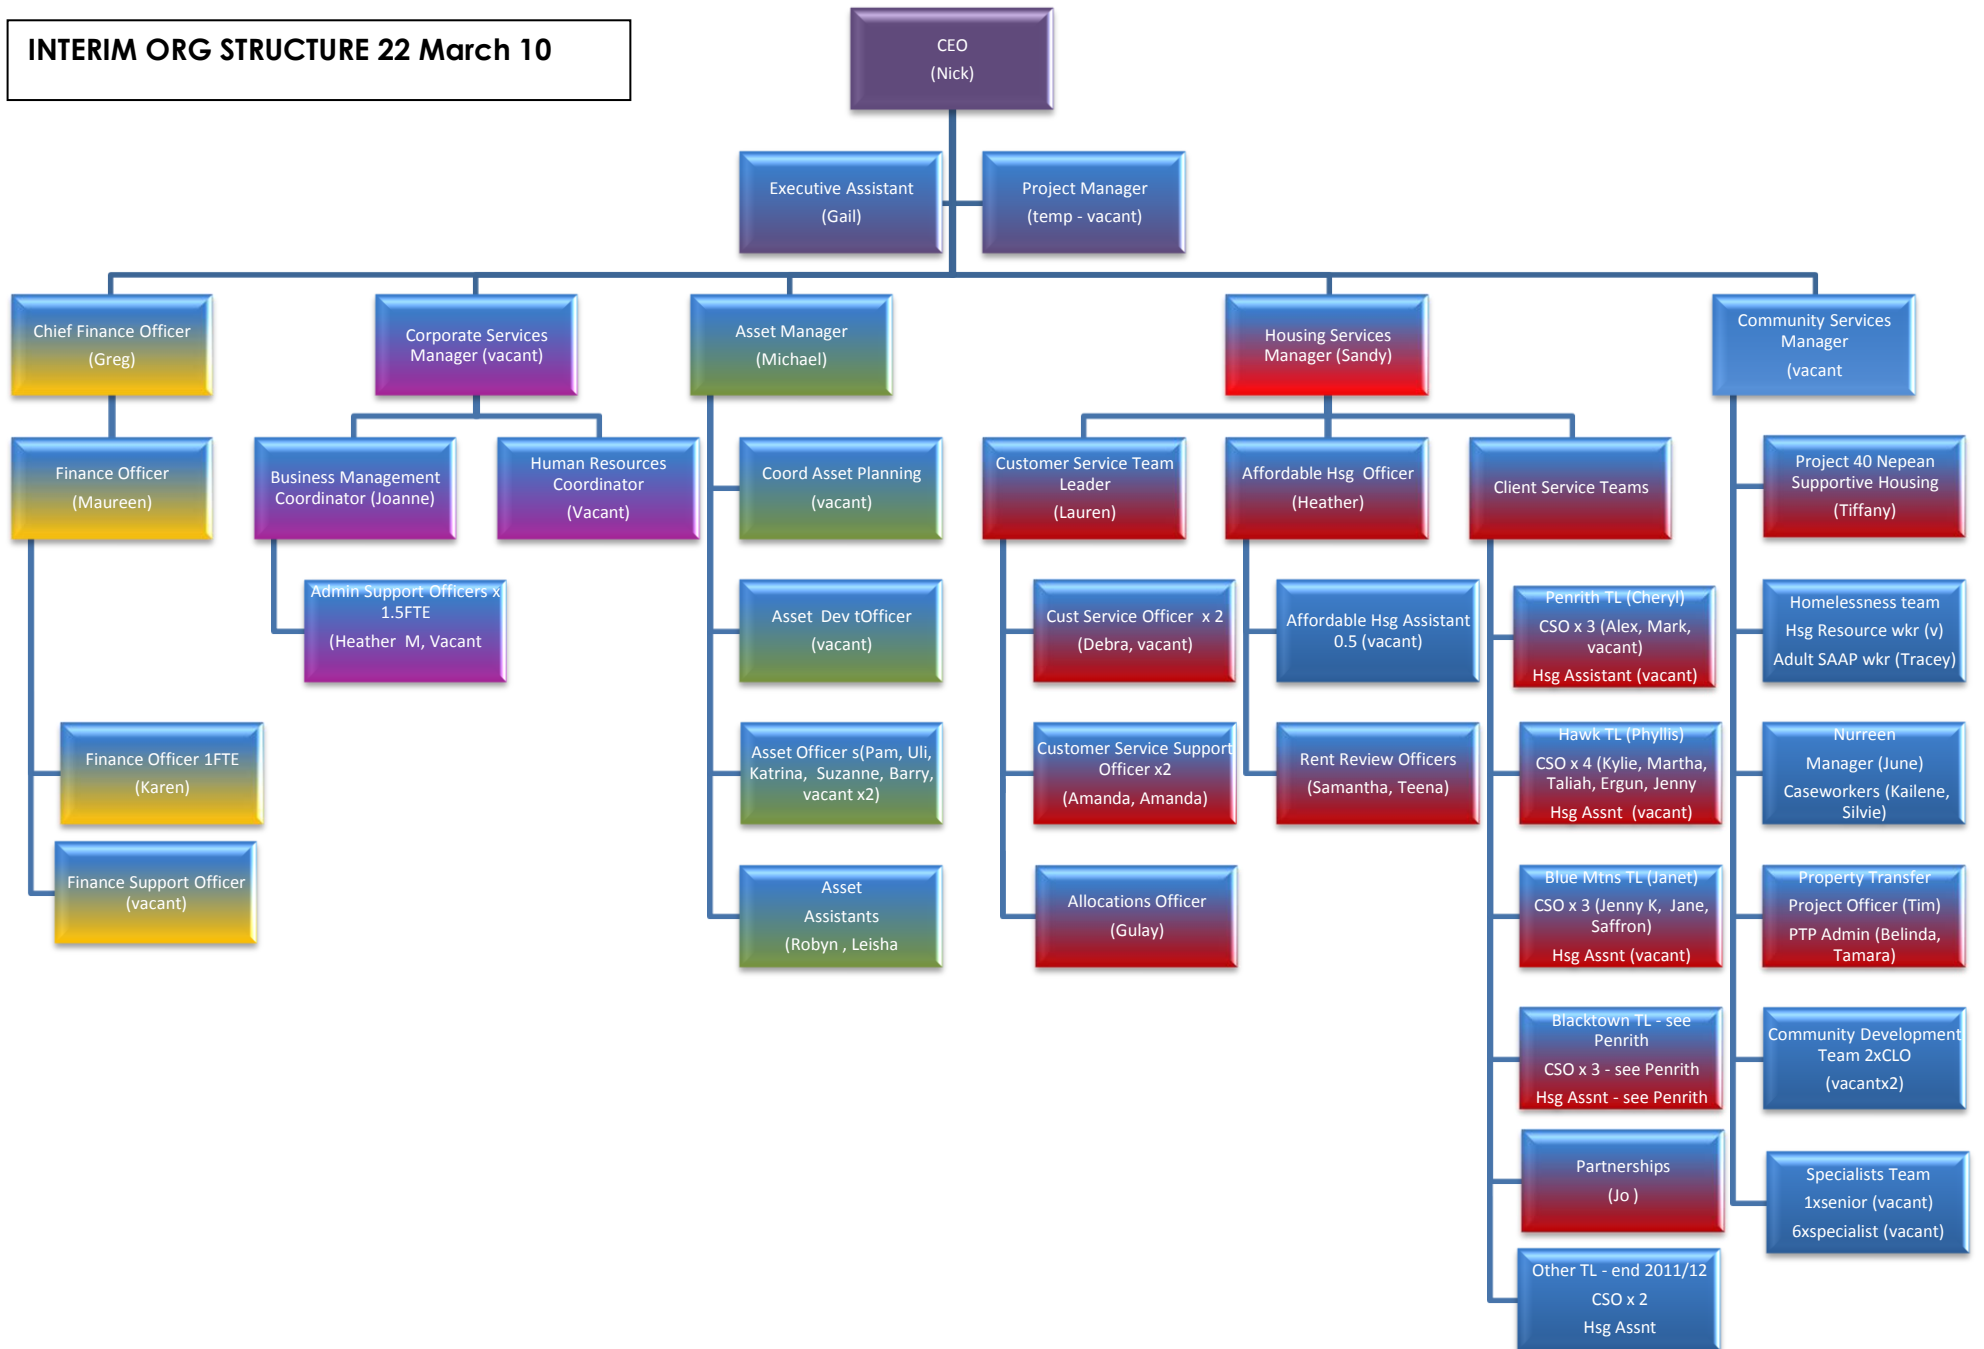 INTERIM ORG STRUCTURE 22 March 10
CEO
(Nick)
Executive Assistant
(Gail)
Project Manager
(temp - vacant)
Chief Finance Officer
(Greg)
Corporate Services
Manager (vacant)
Asset Manager
(Michael)
Housing Services
Manager (Sandy)
Community Services
Manager
(vacant
Finance Officer
(Maureen)
Finance Officer 1FTE
(Karen)
Finance Support Officer
(vacant)
Business Management
Coordinator (Joanne)
Human Resources
Coordinator
(Vacant)
Admin Support Officers x
1.5FTE
(Heather M, Vacant
Coord Asset Planning
(vacant)
Asset Dev tOfficer
(vacant)
Asset Officer s(Pam, Uli,
Katrina, Suzanne, Barry,
vacant x2)
Asset
Assistants
(Robyn , Leisha
Customer Service Team
Leader
(Lauren)
Cust Service Officer x 2
(Debra, vacant)
Customer Service Support
Officer x2
(Amanda, Amanda)
Allocations Officer
(Gulay)
Affordable Hsg Officer
(Heather)
Affordable Hsg Assistant
0.5 (vacant)
Rent Review Officers
(Samantha, Teena)
Client Service Teams
Penrith TL (Cheryl)
CSO x 3 (Alex, Mark,
vacant)
Hsg Assistant (vacant)
Hawk TL (Phyllis)
CSO x 4 (Kylie, Martha,
Taliah, Ergun, Jenny
Hsg Assnt (vacant)
Blue Mtns TL (Janet)
CSO x 3 (Jenny K, Jane,
Saffron)
Hsg Assnt (vacant)
Blacktown TL - see
Penrith
CSO x 3 - see Penrith
Hsg Assnt - see Penrith
Partnerships
(Jo )
Other TL - end 2011/12
CSO x 2
Hsg Assnt
Project 40 Nepean
Supportive Housing
(Tiffany)
Homelessness team
Hsg Resource wkr (v)
Adult SAAP wkr (Tracey)
Nurreen
Manager (June)
Caseworkers (Kailene,
Silvie)
Property Transfer
Project Officer (Tim)
PTP Admin (Belinda,
Tamara)
Community Development
Team 2xCLO
(vacantx2)
Specialists Team
1xsenior (vacant)
6xspecialist (vacant)